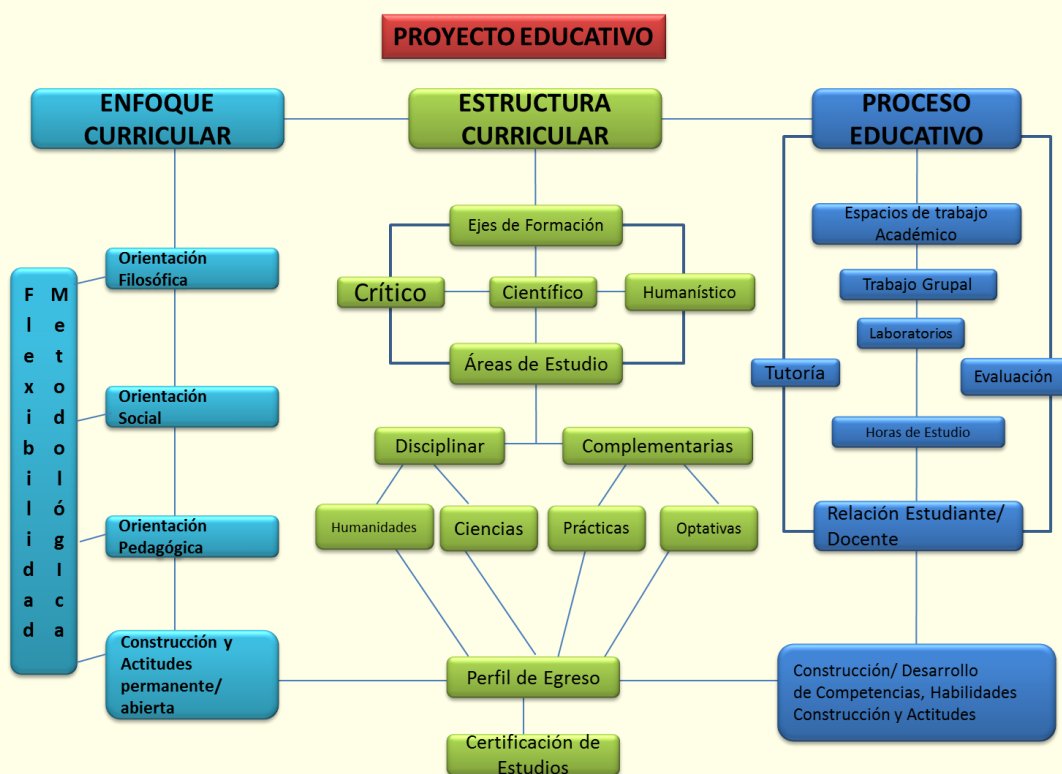 PROYECTO EDUCATIVO
ENFOQUE
CURRICULAR
ESTRUCTURA
CURRICULAR
PROCESO
EDUCATIVO
Flexibilidad
MetodológIca
Orientación
Filosófica
Orientación
Social
Orientación
Pedagógica
Construcción y
Actitudes
permanente/
abierta
Ejes de Formación
Crítico
Científico
Humanístico
Áreas de Estudio
Disciplinar
Complementarias
Humanidades
Ciencias
Prácticas
Optativas
Perfil de Egreso
Certificación de
Estudios
Espacios de trabajo
Académico
Trabajo Grupal
Laboratorios
Tutoría
Evaluación
Horas de Estudio
Relación Estudiante/
Docente
Construcción/ Desarrollo
de Competencias, Habilidades
Construcción y Actitudes